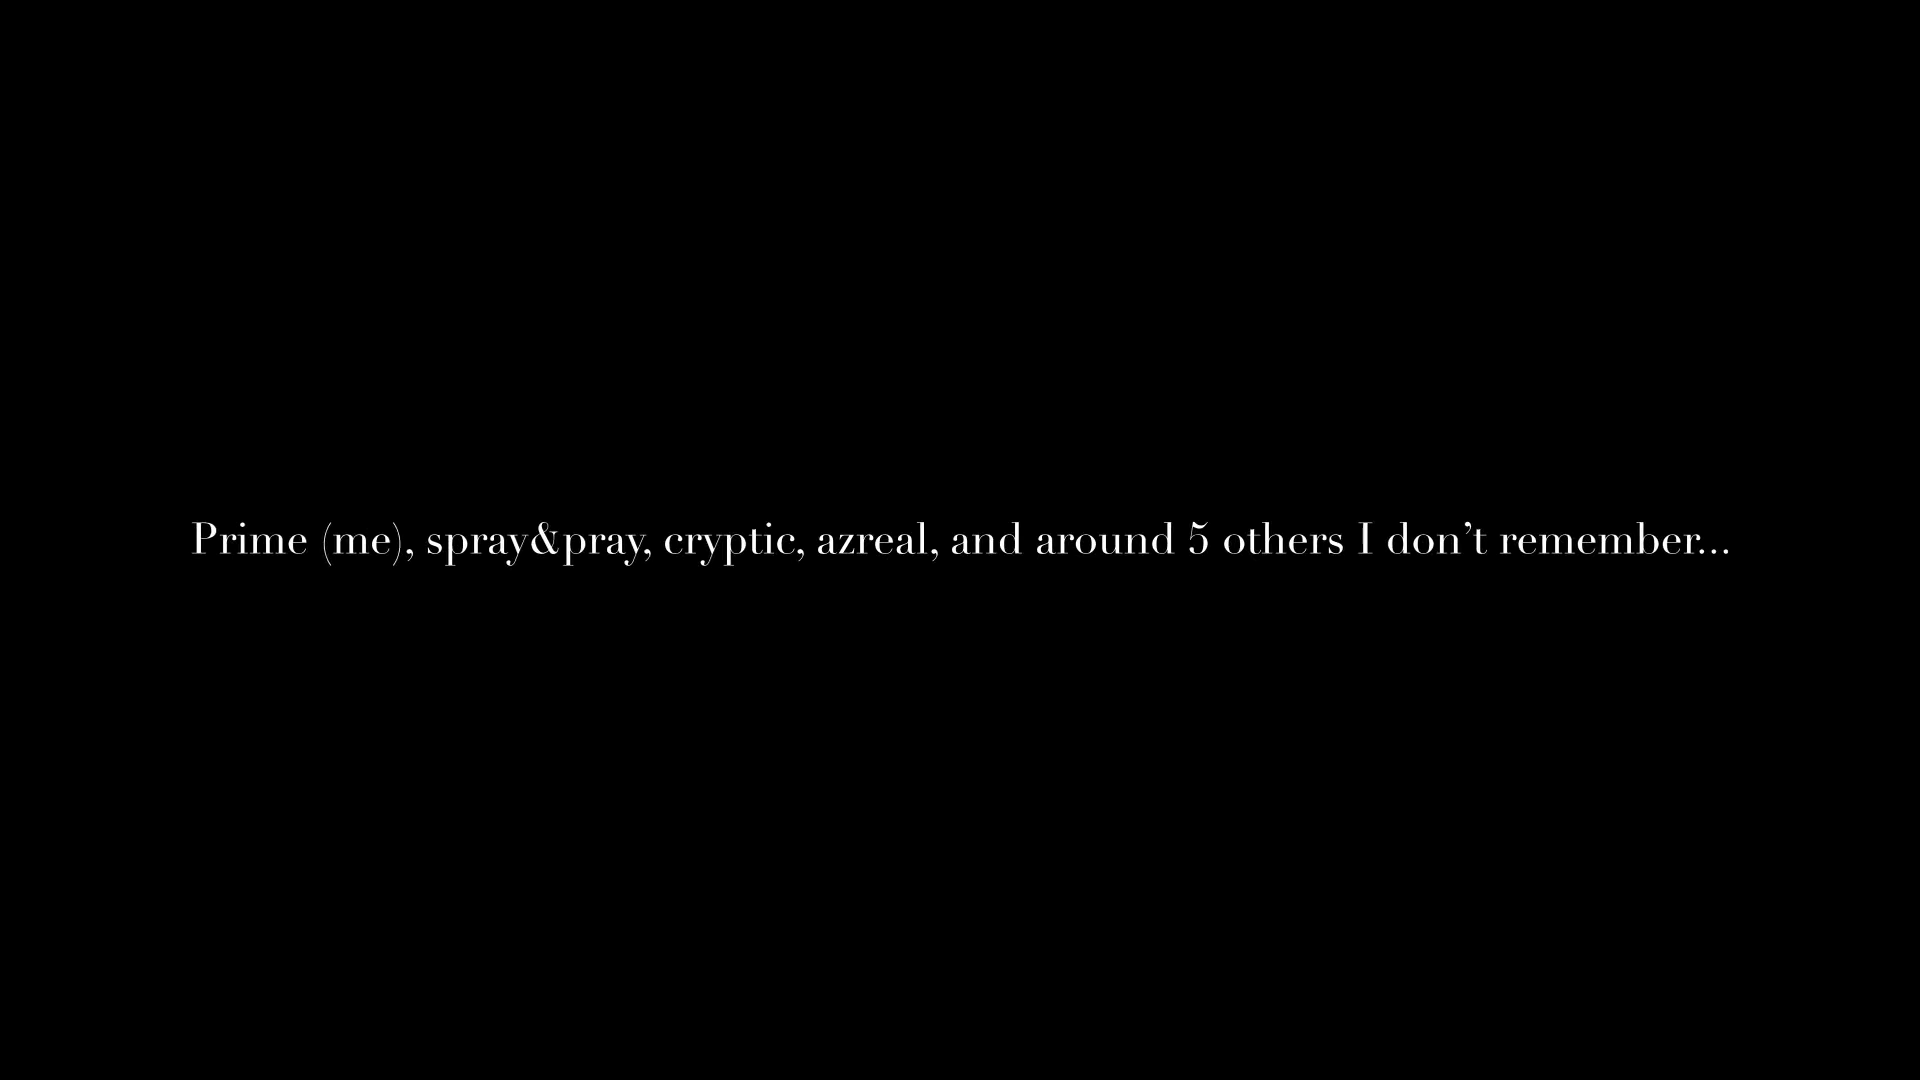 Prime (me), spray&pray, cryptic, azreal, and around 5 others I don’t remember...